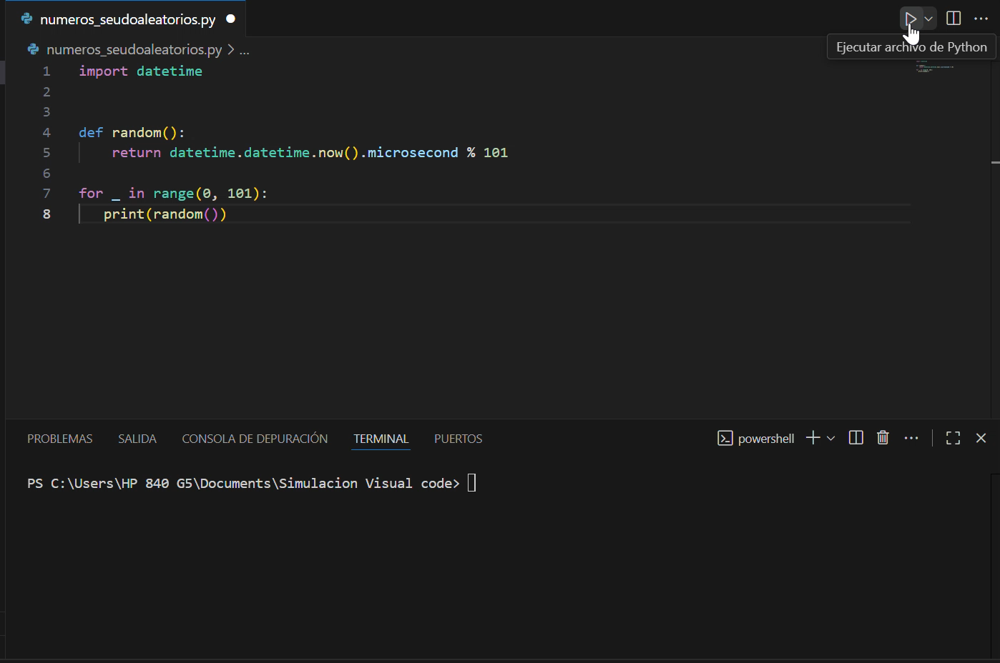 numeros_seudoaleatorios.py
Ejecutar archivo de Python
numeros_seudoaleatorios.py > ...
1 import datetime
2
3
4 def random():
5     return datetime.datetime.now().microsecond % 101
6
7 for _ in range(0, 101):
8    print(random())
PROBLEMAS SALIDA CONSOLA DE DEPURACIÓN TERMINAL PUERTOS powershell
PS C:\Users\HP 840 G5\Documents\Simulacion Visual code>